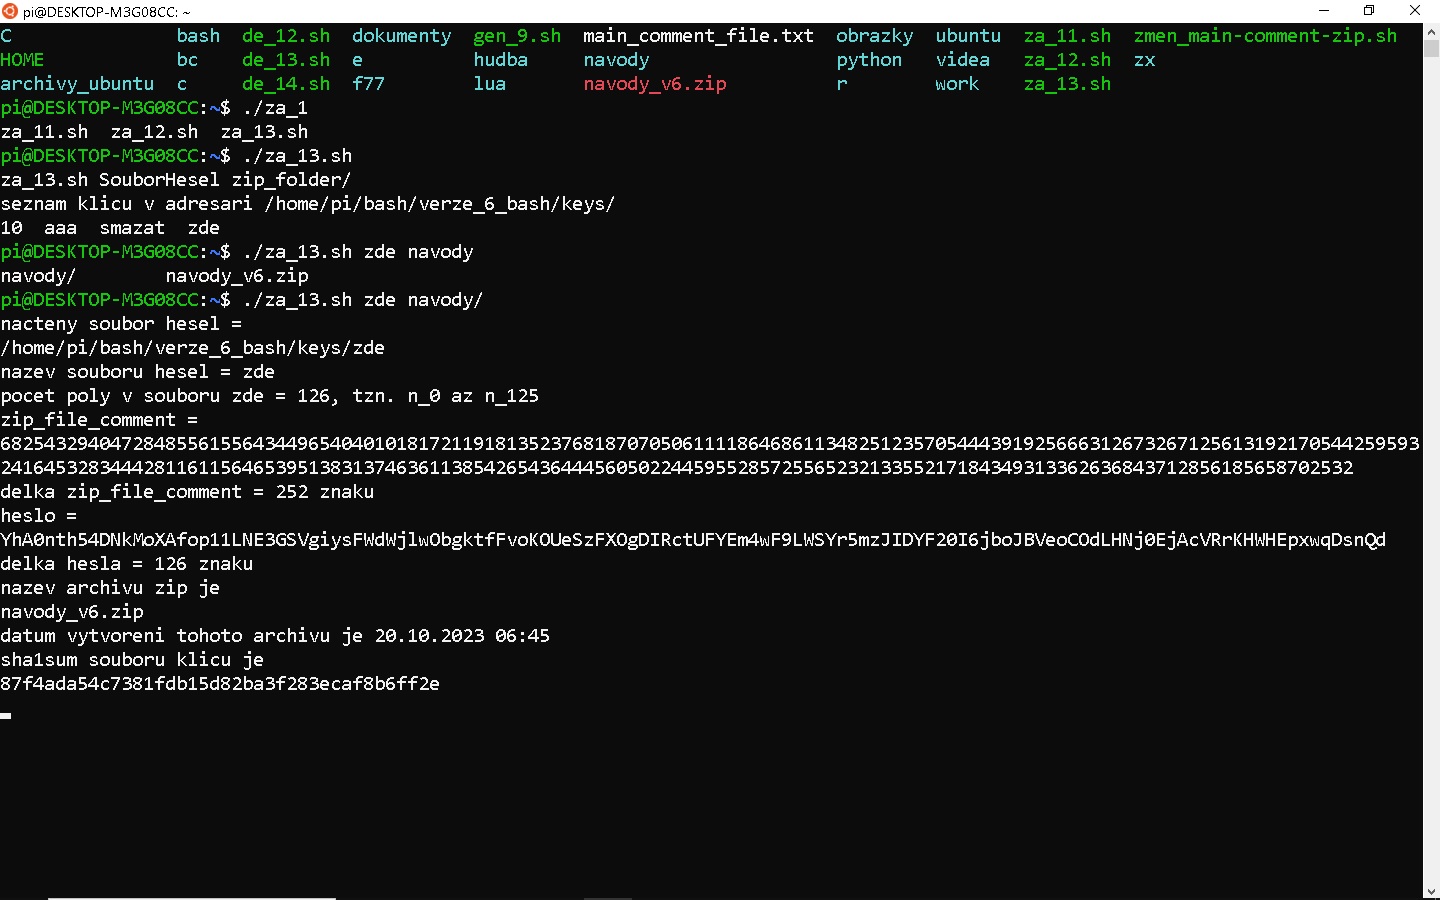 pi@DESKTOP-M3G08CC: ~
C bash de_12.sh dokumenty gen_9.sh main_comment_file.txt obrazky ubuntu za_11.sh zmen_main-comment-zip.sh
HOME bc de_13.sh e hudba navody python videa za_12.sh zx
archivy_ubuntu c de_14.sh f77 lua navody_v6.zip r work za_13.sh
pi@DESKTOP-M3G08CC:~$ ./za_1
za_11.sh za_12.sh za_13.sh
pi@DESKTOP-M3G08CC:~$ ./za_13.sh
za_13.sh SouborHesel zip_folder/
seznam klicu v adresari /home/pi/bash/verze_6_bash/keys/
10 aaa smazat zde
pi@DESKTOP-M3G08CC:~$ ./za_13.sh zde navody
navody/ navody_v6.zip
pi@DESKTOP-M3G08CC:~$ ./za_13.sh zde navody/
nacteny soubor hesel =
/home/pi/bash/verze_6_bash/keys/zde
nazev souboru hesel = zde
pocet poly v souboru zde = 126, tzn. n_0 az n_125
zip_file_comment =
682543294047284855615564344965404010181721191813523768187070506111186468611348251235705444391925666312673267125613192170544259593
241645328344428116115646539513831374636113854265436444560502244595528572556523213355217184349313362636843712856185658702532
delka zip_file_comment = 252 znaku
heslo =
YhA0nth54DNkMoXAfop11LNE3GSVgiysFWdWjlwObgktfFvoKOUeSzFXOgDIRctUFYEm4wF9LWSYr5mzJIDYF20I6jboJBVeoCOdLHNj0EjAcVRrKHWHEpxwqDsnQd
delka hesla = 126 znaku
nazev archivu zip je
navody_v6.zip
datum vytvoreni tohoto archivu je 20.10.2023 06:45
sha1sum souboru klicu je
87f4ada54c7381fdb15d82ba3f283ecaf8b6ff2e